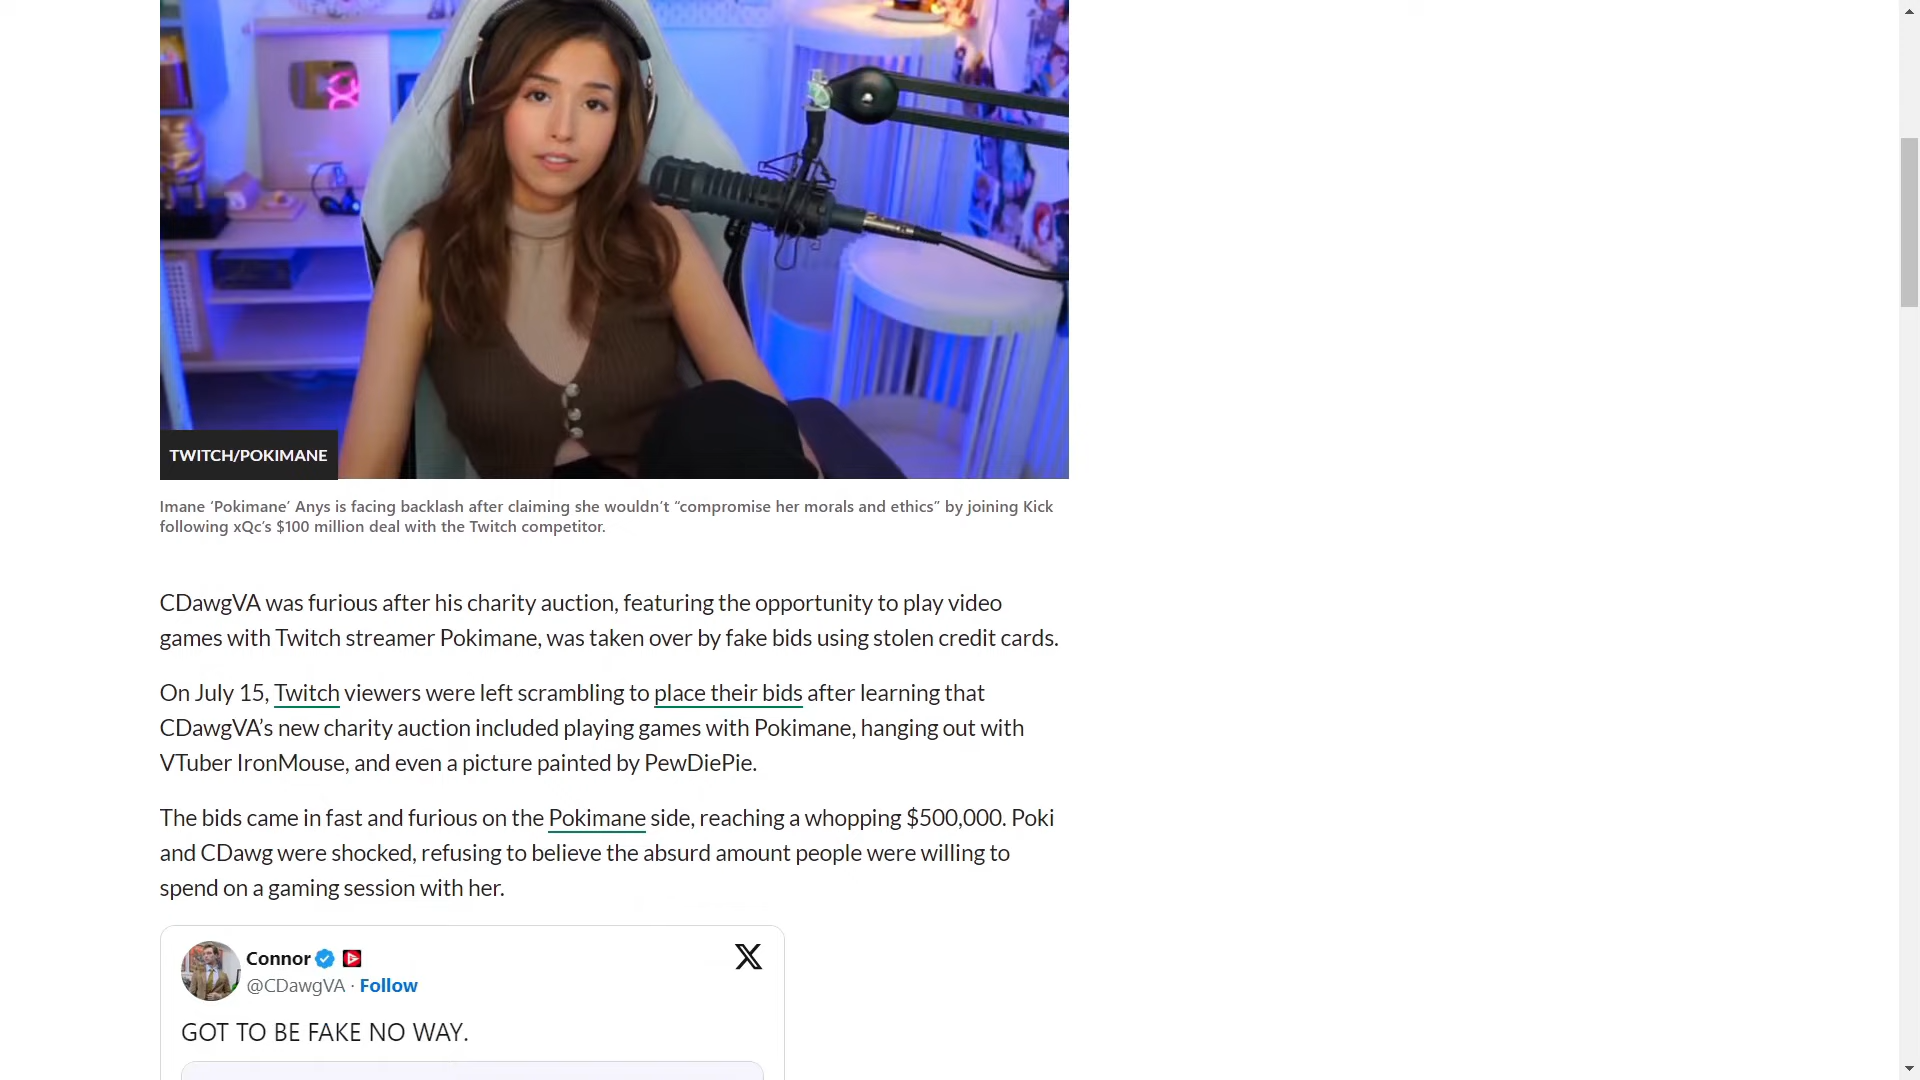 TWITCH/POKIMANE
Imane ‘Pokimane’ Anys is facing backlash after claiming she wouldn’t “compromise her morals and ethics” by joining Kick
following xQc’s $100 million deal with the Twitch competitor.
CDawgVA was furious after his charity auction, featuring the opportunity to play video
games with Twitch streamer Pokimane, was taken over by fake bids using stolen credit cards.
On July 15, Twitch viewers were left scrambling to place their bids after learning that
CDawgVA’s new charity auction included playing games with Pokimane, hanging out with
VTuber IronMouse, and even a picture painted by PewDiePie.
The bids came in fast and furious on the Pokimane side, reaching a whopping $500,000. Poki
and CDawg were shocked, refusing to believe the absurd amount people were willing to
spend on a gaming session with her.
Connor
@CDawgVA · Follow
GOT TO BE FAKE NO WAY.